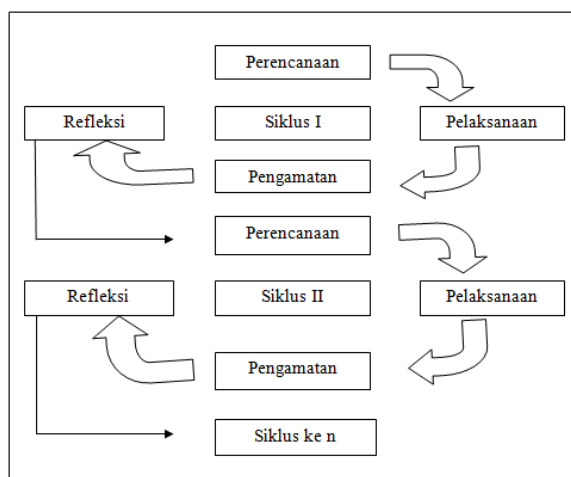 Perencanaan
Refleksi
Siklus I
Pelaksanaan
Pengamatan
Perencanaan
Refleksi
Siklus II
Pelaksanaan
Pengamatan
Siklus ke n